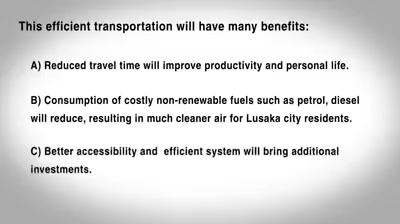 This efficient transportation will have many benefits:
A) Reduced travel time will improve productivity and personal life.
B) Consumption of costly non-renewable fuels such as petrol, diesel
will reduce, resulting in much cleaner air for Lusaka city residents.
C) Better accessibility and  efficient system will bring additional
investments.